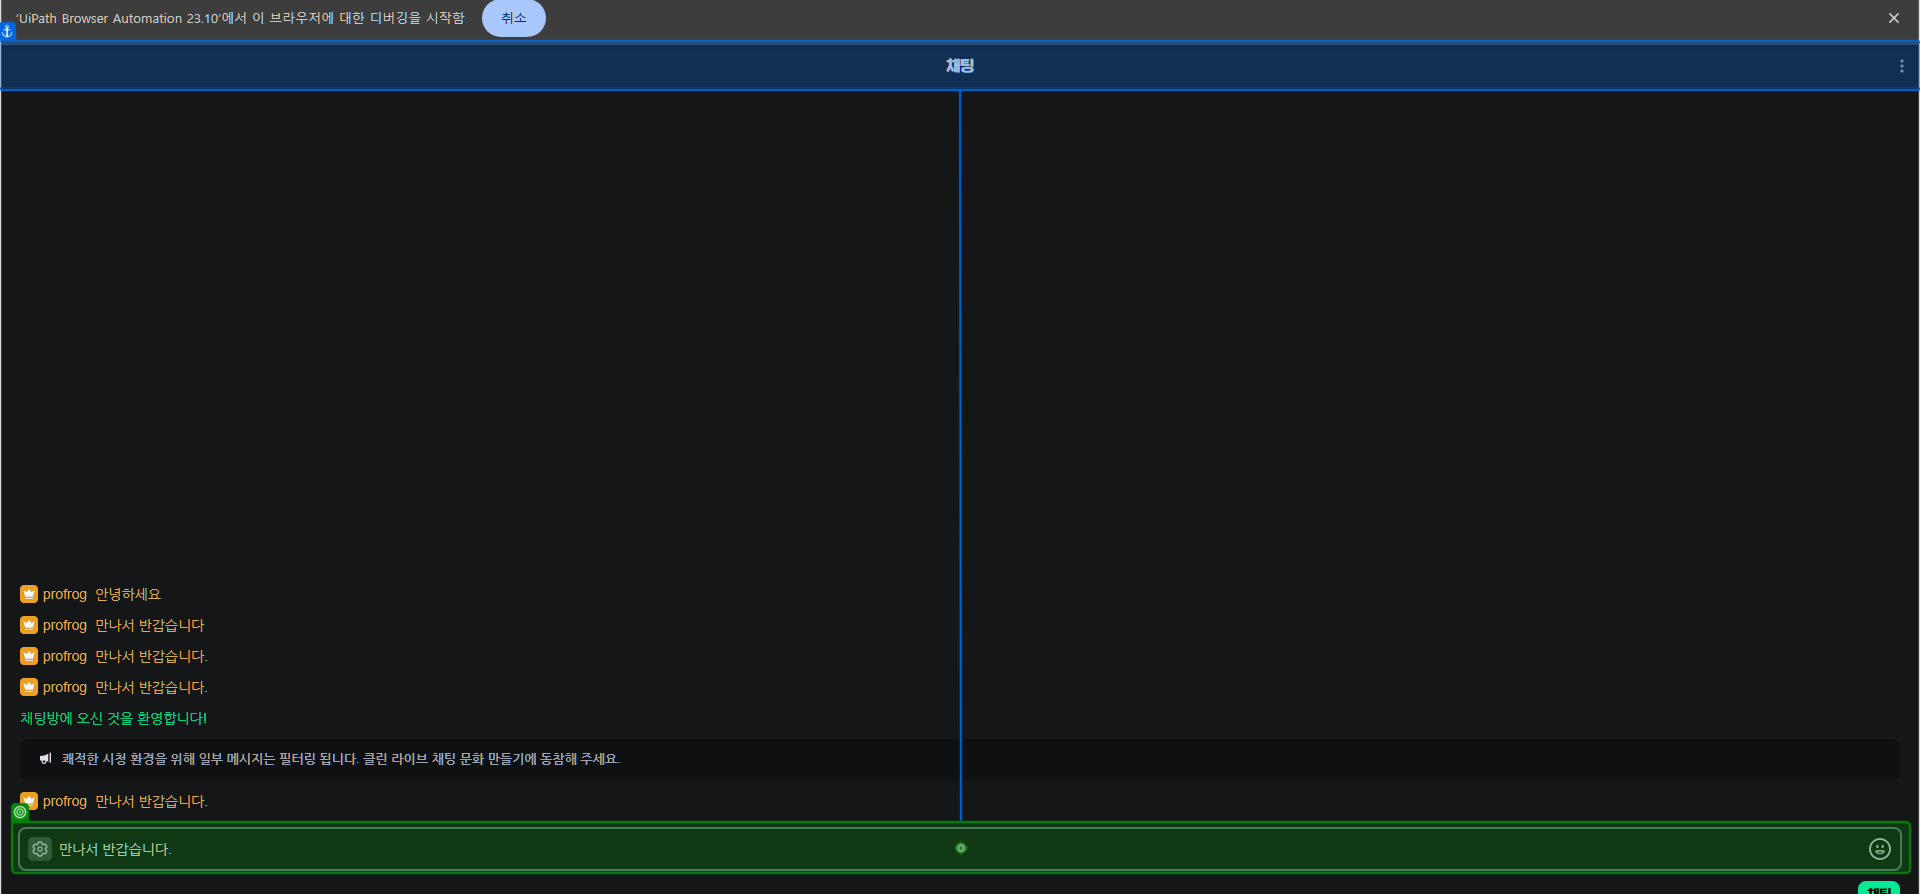 'UiPath Browser Automation 23.10'에서 이 브라우저에 대한 디버깅을 시작함 취소
채팅
profrog 안녕하세요
profrog 만나서 반갑습니다
profrog 만나서 반갑습니다.
profrog 만나서 반갑습니다.
채팅방에 오신 것을 환영합니다!
쾌적한 시청 환경을 위해 일부 메시지는 필터링 됩니다. 클린 라이브 채팅 문화 만들기에 동참해 주세요.
profrog 만나서 반갑습니다.
만나서 반갑습니다.
채팅